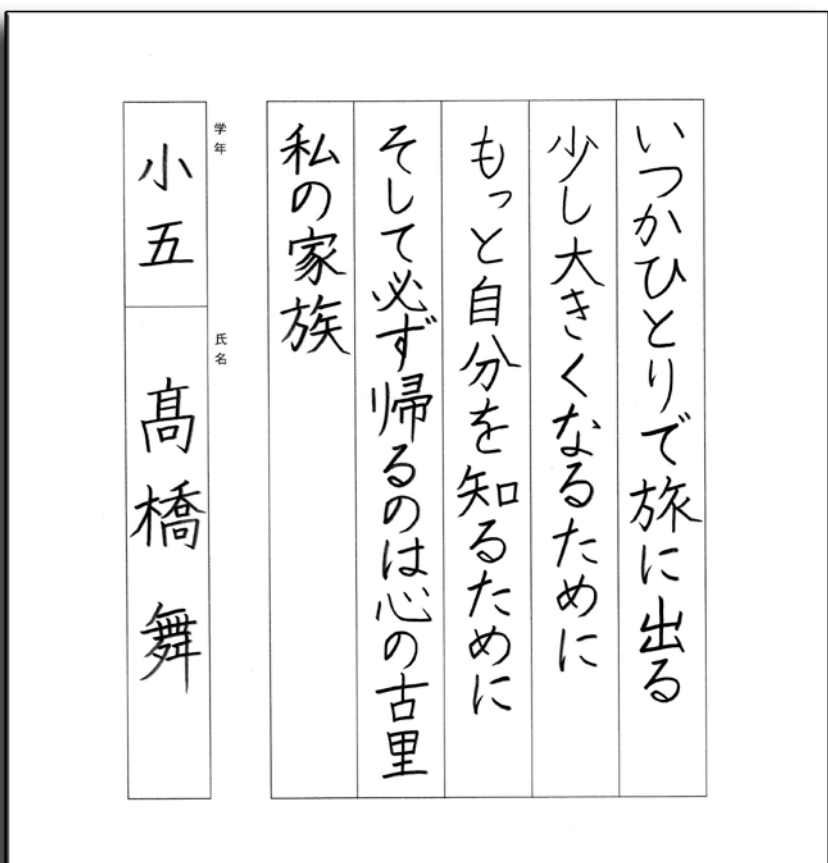 いつかひとりで旅に出る
少し大きくなるために
もっと自分を知るために
そして必ず帰るのは心の古里
私の家族
学年
小五
氏名
髙橋舞